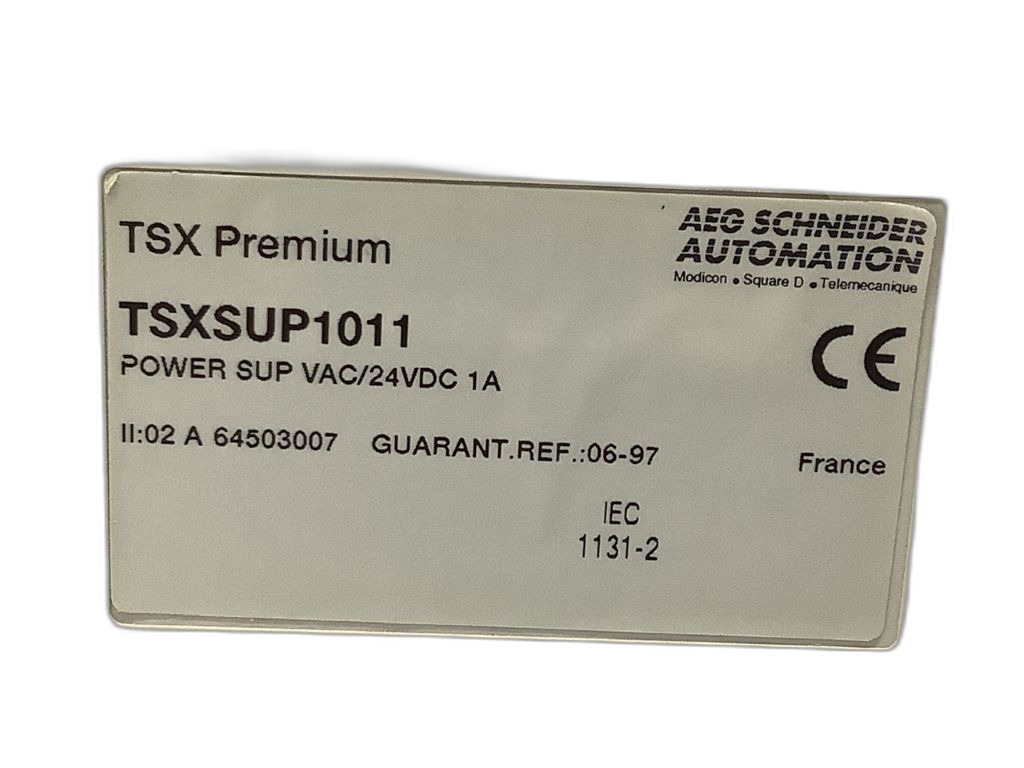 TSX Premium
AEG SCHNEIDER
AUTOMATION
Modicon • Square D • Telemecanique
TSXSUP1011
POWER SUP VAC/24VDC 1A
CE
II:02 A 64503007 GUARANT.REF.:06-97
France
IEC
1131-2